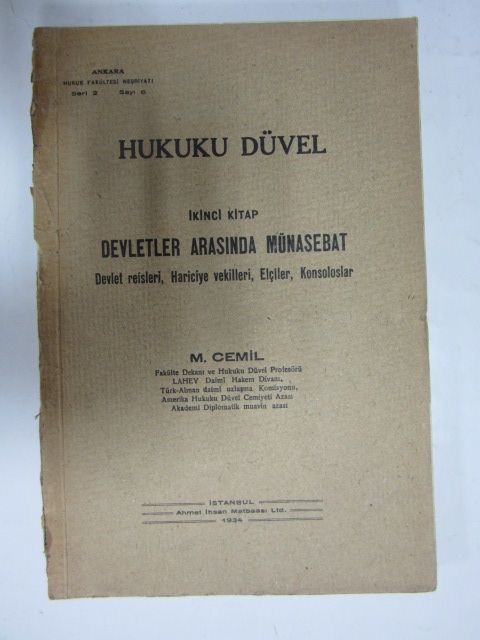 ANKARA
HUKUK FAKÜLTESİ NEŞRİYATI
Seri 2 Sayı 6
HUKUKU DÜVEL
İKİNCİ KİTAP
DEVLETLER ARASINDA MÜNASEBAT
Devlet reisleri, Hariciye vekilleri, Elçiler, Konsoloslar
M. CEMİL
Fakülte Dekanı ve Hukuku Düvel Profesörü
LAHEY Daimî Hakem Divanı,
Türk-Alman daimî uzlaşma Komisyonu,
Amerika Hukuku Düvel Cemiyeti Azası
Akademi Diplomatik muavin azası
İSTANBUL
Ahmet İhsan Matbaası Ltd.
1934